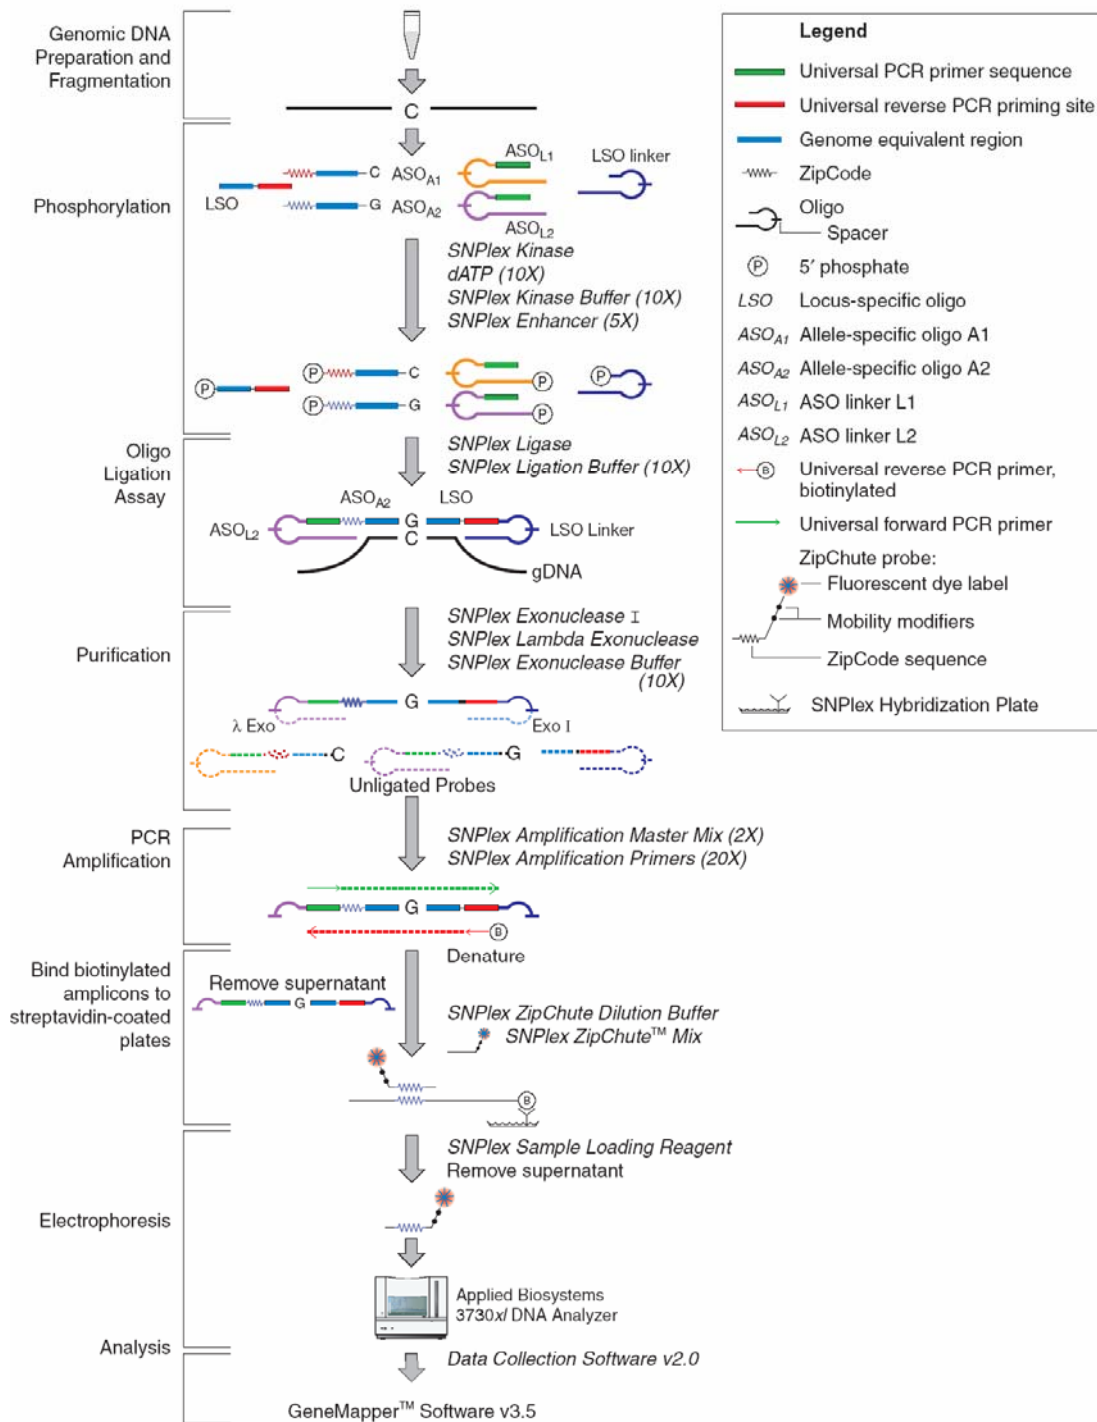 Genomic DNA
Preparation and
Fragmentation
C
Phosphorylation
LSO
C
ASOA1
G
ASOA2
ASOL1
ASOL2
LSO linker
SNPlex Kinase
dATP (10X)
SNPlex Kinase Buffer (10X)
SNPlex Enhancer (5X)
P
P
C
P
G
P
P
P
Oligo
Ligation
Assay
SNPlex Ligase
SNPlex Ligation Buffer (10X)
ASOA2
LSO
ASOL2
G
C
LSO Linker
gDNA
Purification
SNPlex Exonuclease I
SNPlex Lambda Exonuclease
SNPlex Exonuclease Buffer
(10X)
G
λ Exo
Exo I
C
G
Unligated Probes
PCR
Amplification
SNPlex Amplification Master Mix (2X)
SNPlex Amplification Primers (20X)
G
B
Denature
Bind biotinylated
amplicons to
streptavidin-coated
plates
Remove supernatant
G
SNPlex ZipChute Dilution Buffer
SNPlex ZipChute™ Mix
B
SNPlex Sample Loading Reagent
Remove supernatant
Electrophoresis
Applied Biosystems
3730xl DNA Analyzer
Analysis
Data Collection Software v2.0
GeneMapper™ Software v3.5
Legend
Universal PCR primer sequence
Universal reverse PCR priming site
Genome equivalent region
ZipCode
Oligo
Spacer
P 5′ phosphate
LSO Locus-specific oligo
ASOA1 Allele-specific oligo A1
ASOA2 Allele-specific oligo A2
ASOL1 ASO linker L1
ASOL2 ASO linker L2
B Universal reverse PCR primer,
biotinylated
Universal forward PCR primer
ZipChute probe:
Fluorescent dye label
Mobility modifiers
ZipCode sequence
SNPlex Hybridization Plate